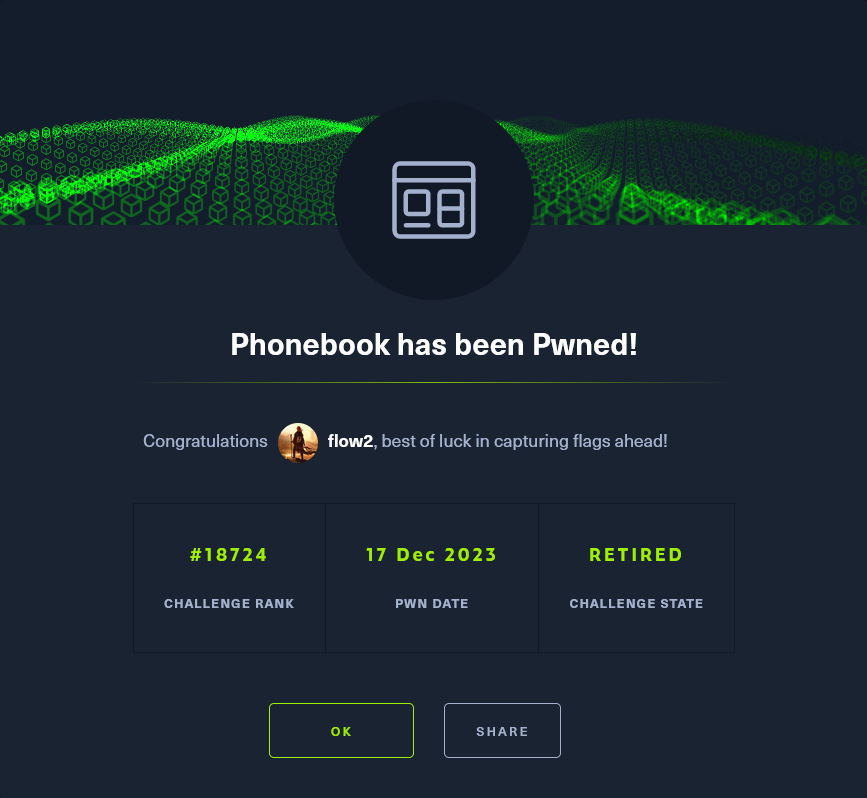 Phonebook has been Pwned!
Congratulations flow2, best of luck in capturing flags ahead!
#18724 17 Dec 2023 RETIRED
CHALLENGE RANK PWN DATE CHALLENGE STATE
OK SHARE